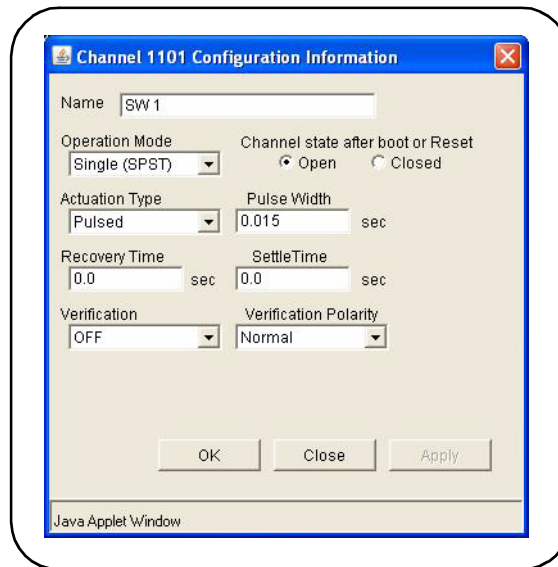 Channel 1101 Configuration Information
Name SW 1
Operation Mode Channel state after boot or Reset
Single (SPST) Open Closed
Actuation Type Pulse Width
Pulsed 0.015 sec
Recovery Time SettleTime
0.0 sec 0.0 sec
Verification Verification Polarity
OFF Normal
OK Close Apply
Java Applet Window